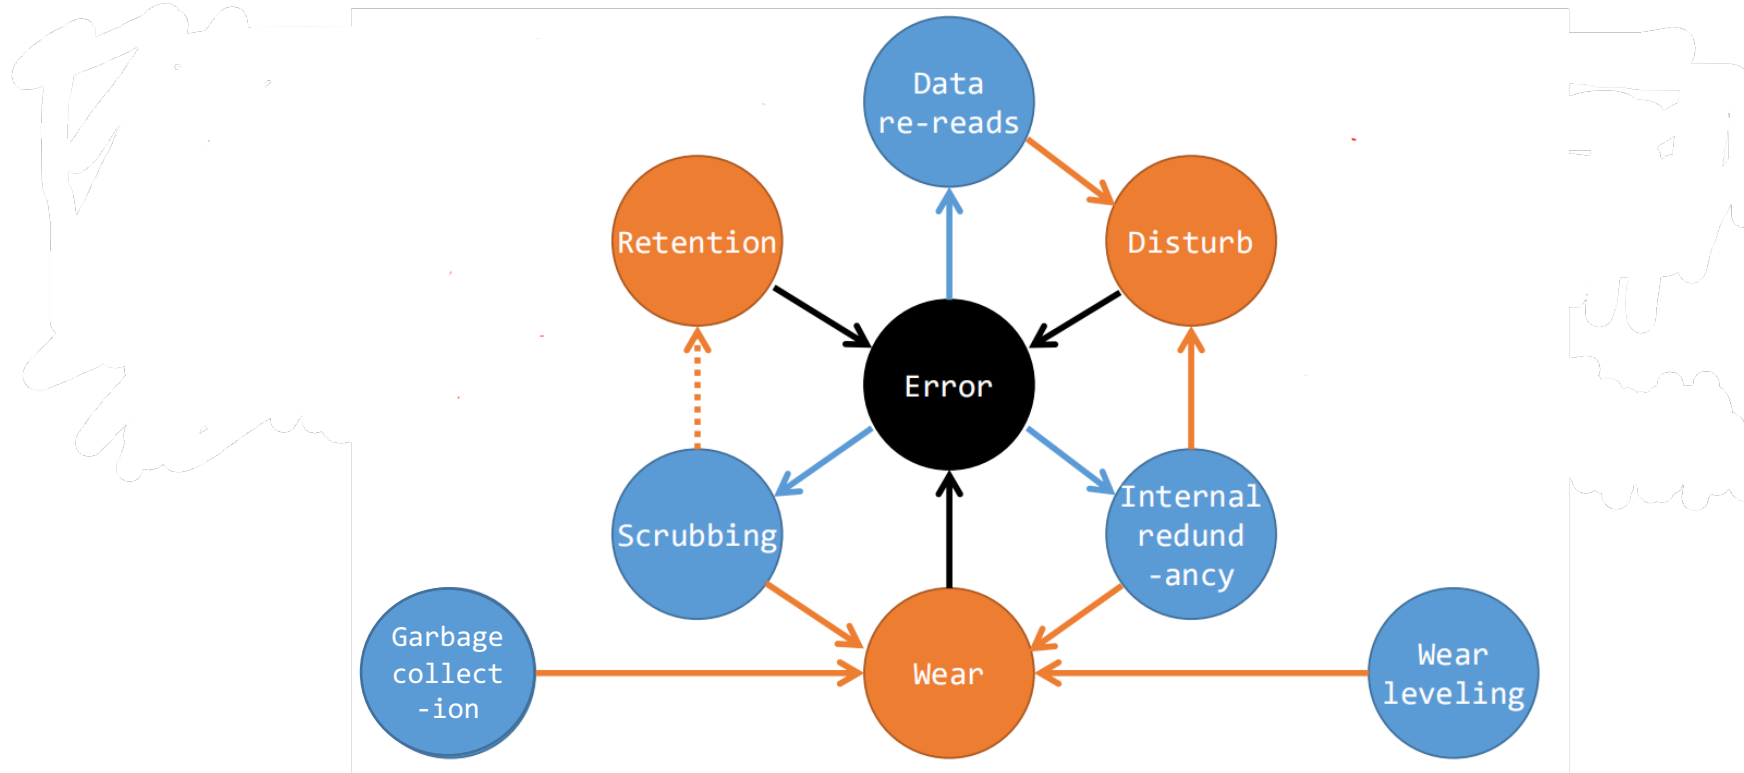 Data
re-reads
Retention
Disturb
Error
Scrubbing
Internal
redund
-ancy
Garbage
collect
-ion
Wear
Wear
leveling